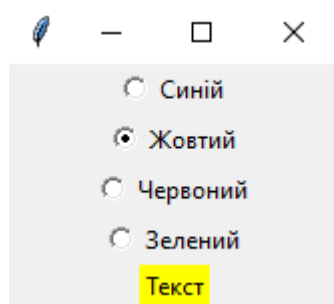 Синій
Жовтий
Червоний
Зелений
Текст